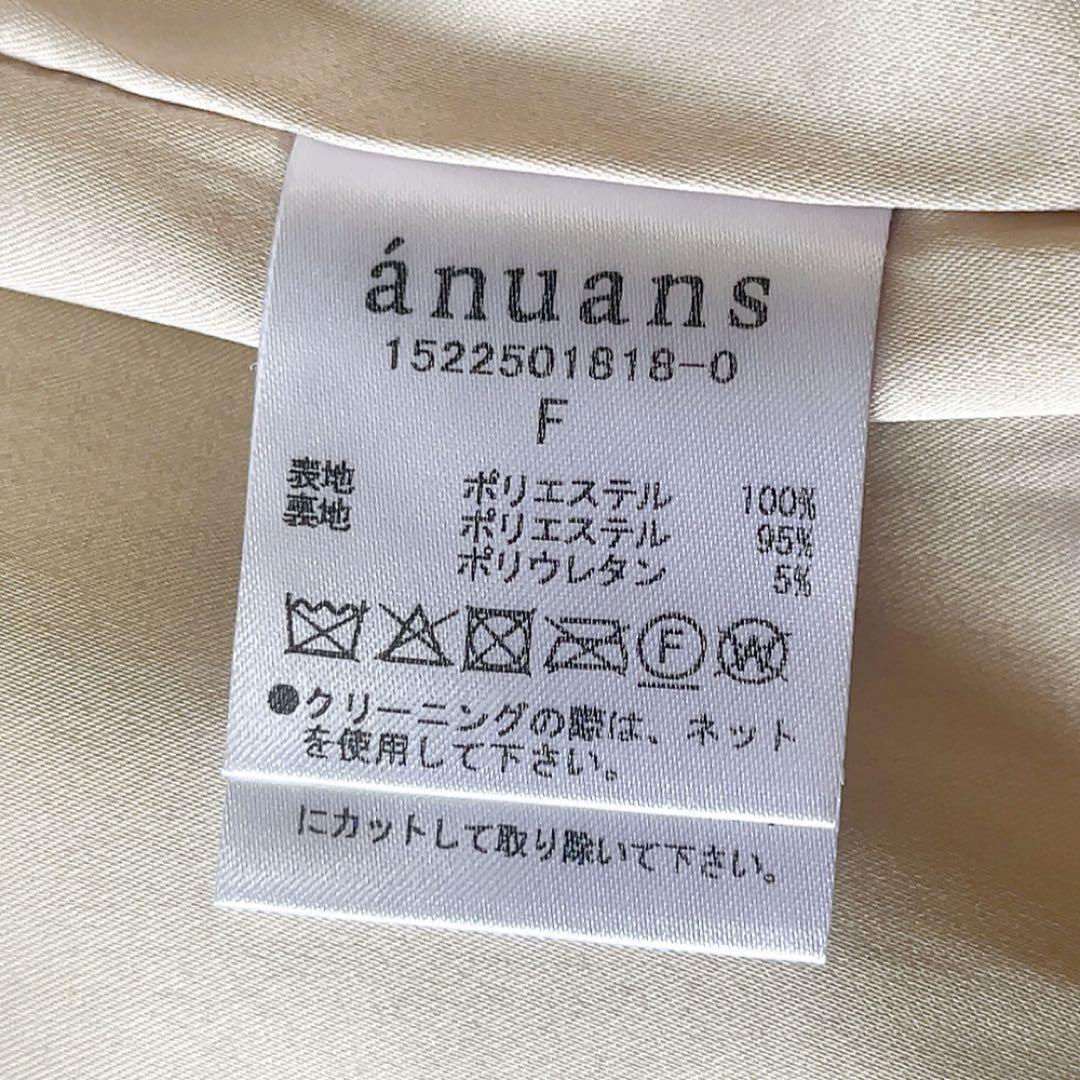 ánuans
1522501818-0
F
表地 ポリエステル 100%
裏地 ポリエステル 95%
ポリウレタン 5%
F W
●クリーニングの際は、ネット
を使用して下さい。
にカットして取り除いて下さい。